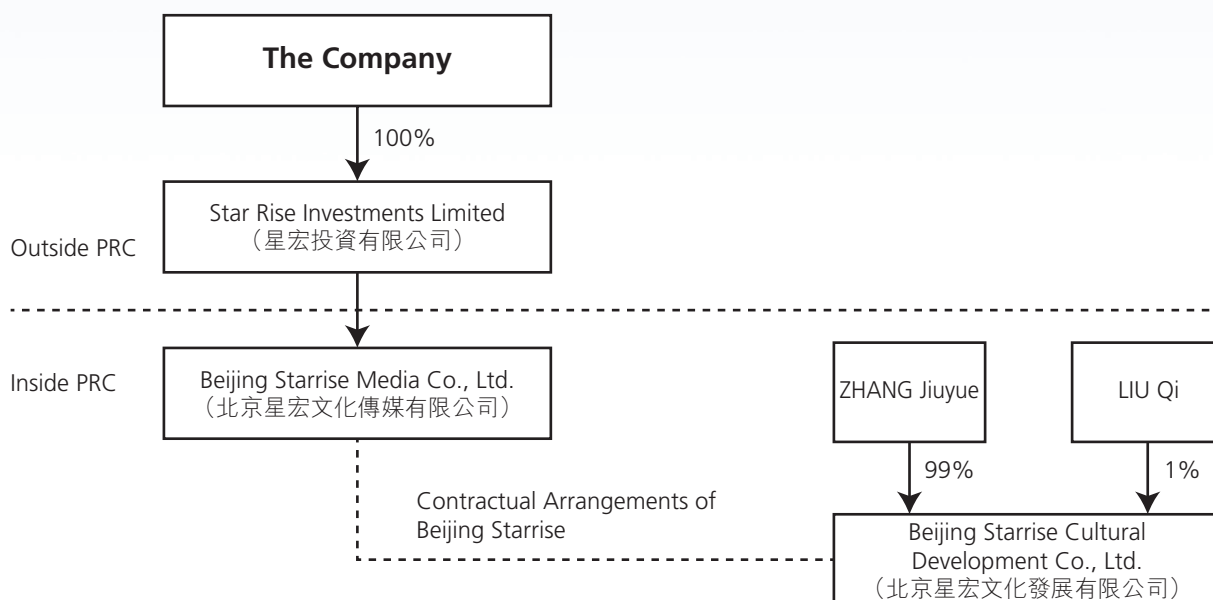 The Company
100%
Star Rise Investments Limited
（星宏投資有限公司）
Outside PRC
Inside PRC
Beijing Starrise Media Co., Ltd.
（北京星宏文化傳媒有限公司）
ZHANG Jiuyue
LIU Qi
99%
1%
Contractual Arrangements of
Beijing Starrise
Beijing Starrise Cultural
Development Co., Ltd.
（北京星宏文化發展有限公司）